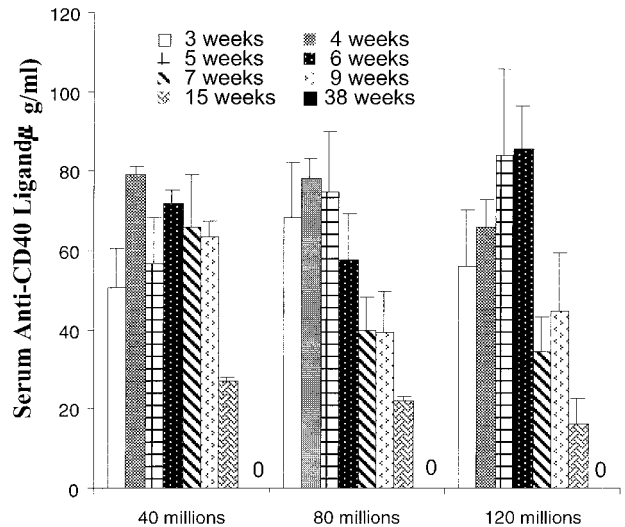 120
100
80
60
40
20
0
Serum Anti-CD40 Ligand μ g/ml)
3 weeks
4 weeks
5 weeks
6 weeks
7 weeks
9 weeks
15 weeks
38 weeks
0
0
0
40 millions
80 millions
120 millions